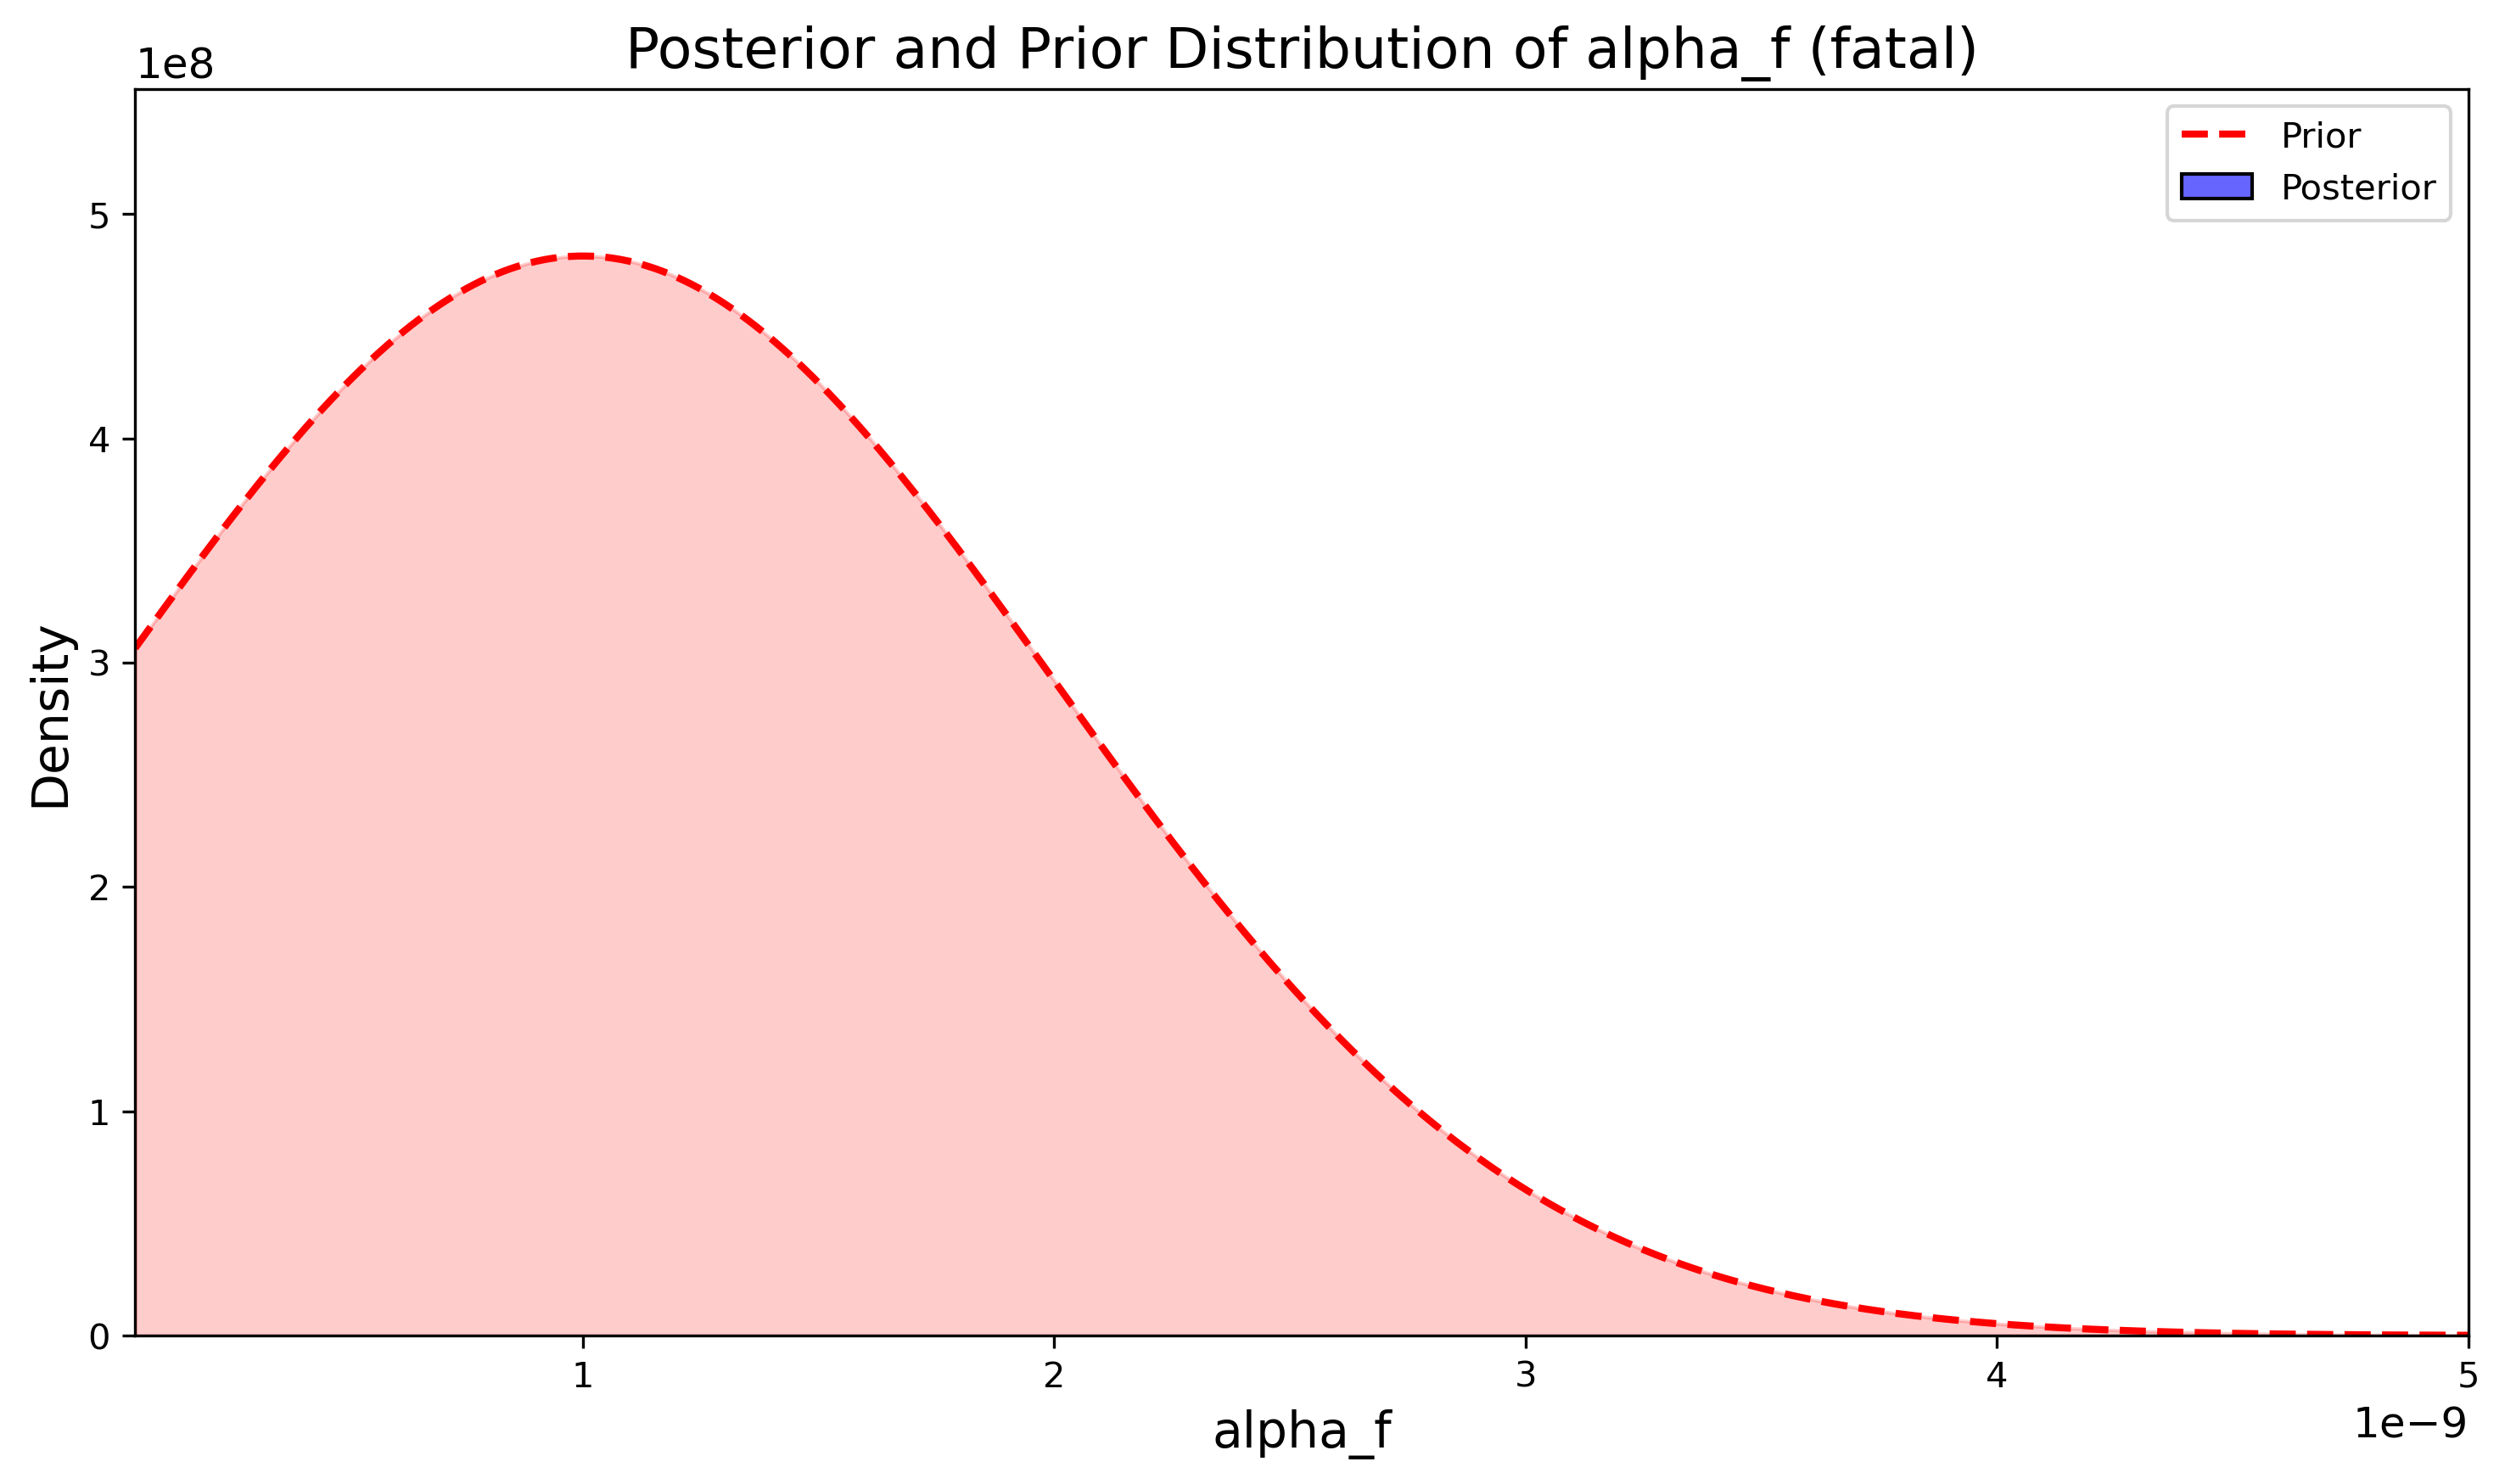 Posterior and Prior Distribution of alpha_f (fatal)
1e8
Prior
Posterior
5
4
3
2
1
0
Density
1
2
3
4
5
1e−9
alpha_f